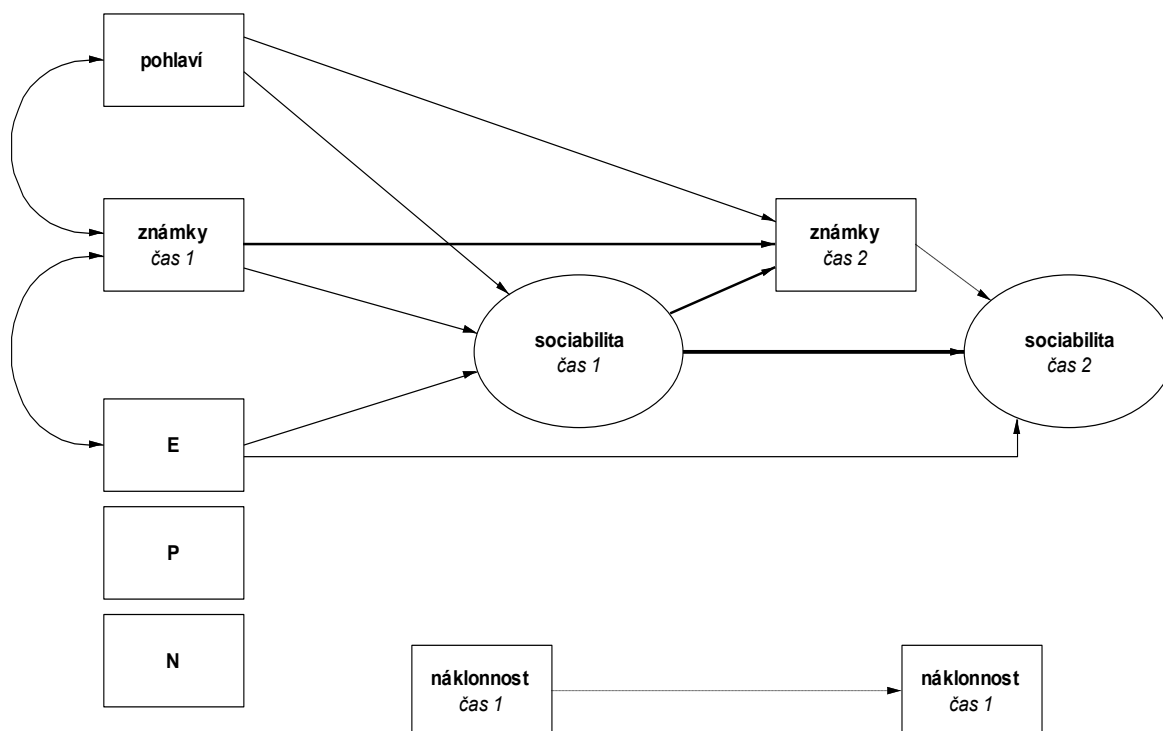 pohlaví
známky
čas 1
známky
čas 2
sociabilita
čas 1
sociabilita
čas 2
E
P
N
náklonnost
čas 1
náklonnost
čas 1